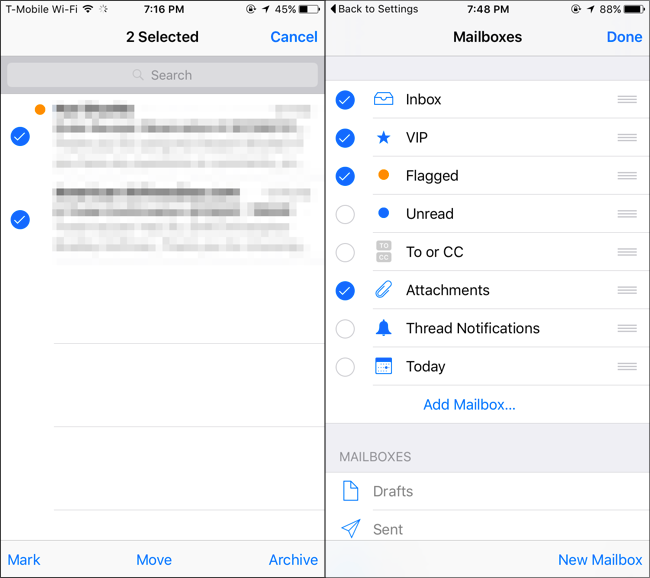 T-Mobile Wi-Fi 7:16 PM 45%
2 Selected Cancel
Search
Mark Move Archive
Back to Settings 7:48 PM 88%
Mailboxes Done
Inbox
VIP
Flagged
Unread
TO CC To or CC
Attachments
Thread Notifications
Today
Add Mailbox...
MAILBOXES
Drafts
Sent
New Mailbox